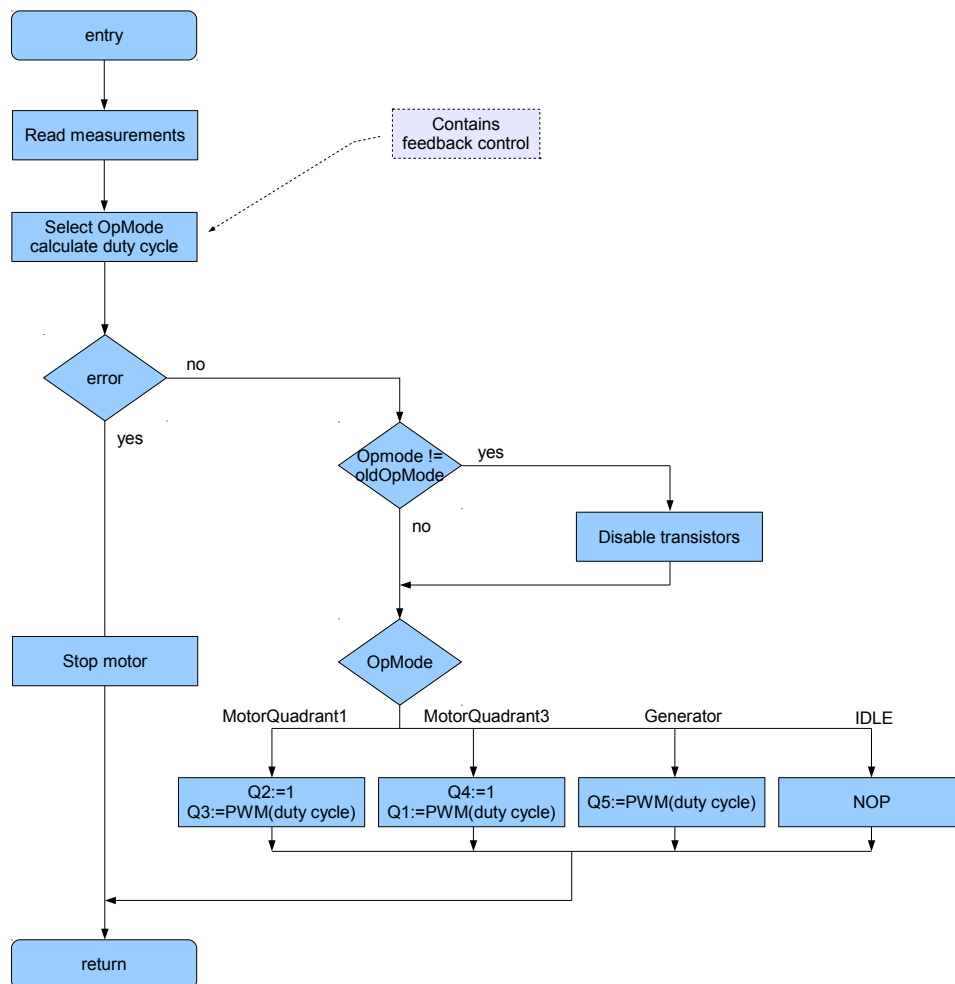 entry
Read measurements
Contains
feedback control
Select OpMode
calculate duty cycle
error
no
yes
Opmode !=
oldOpMode
yes
no
Disable transistors
Stop motor
OpMode
MotorQuadrant1
MotorQuadrant3
Generator
IDLE
Q2:=1
Q3:=PWM(duty cycle)
Q4:=1
Q1:=PWM(duty cycle)
Q5:=PWM(duty cycle)
NOP
return